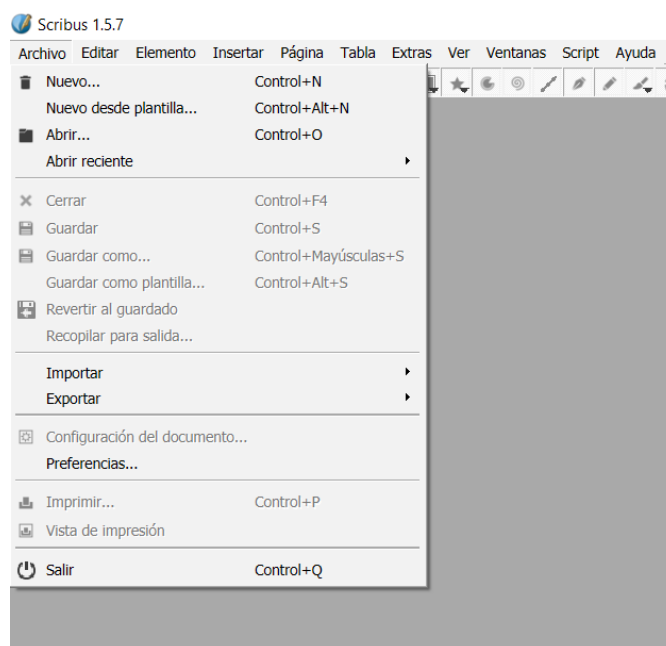 Scribus 1.5.7
Archivo Editar Elemento Insertar Página Tabla Extras Ver Ventanas Script Ayuda
Nuevo... Control+N
Nuevo desde plantilla... Control+Alt+N
Abrir... Control+O
Abrir reciente
Cerrar Control+F4
Guardar Control+S
Guardar como... Control+Mayúsculas+S
Guardar como plantilla... Control+Alt+S
Revertir al guardado
Recopilar para salida...
Importar
Exportar
Configuración del documento...
Preferencias...
Imprimir... Control+P
Vista de impresión
Salir Control+Q